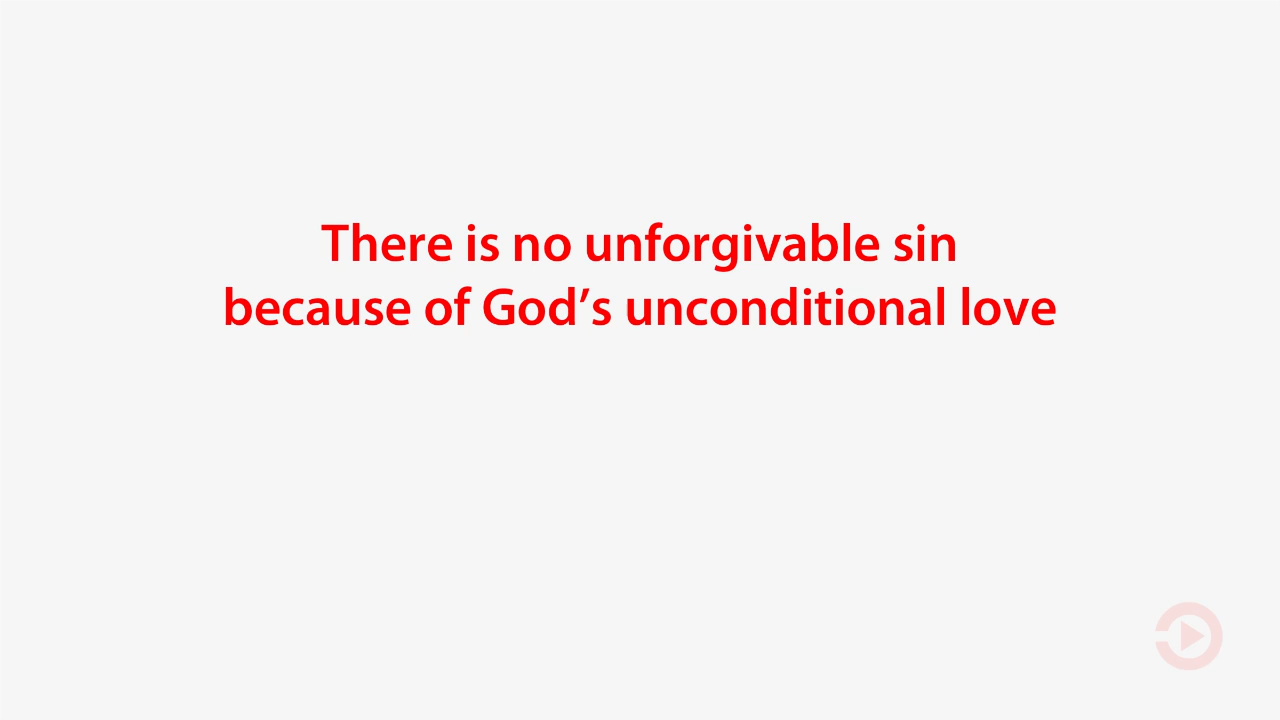 There is no unforgivable sin
because of God’s unconditional love